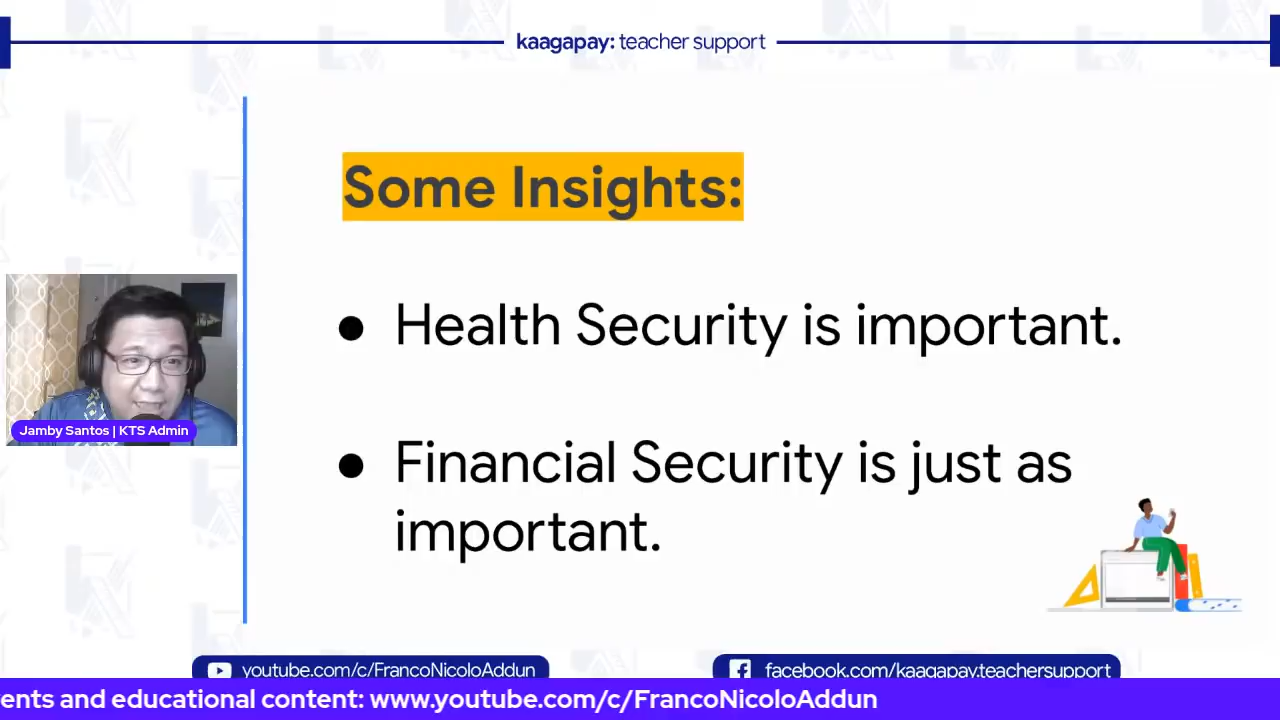 kaagapay: teacher support
Some Insights:
● Health Security is important.
● Financial Security is just as
important.
Jamby Santos | KTS Admin
youtube.com/c/FrancoNicoloAddun
facebook.com/kaagapay.teachersupport
ents and educational content: www.youtube.com/c/FrancoNicoloAddun